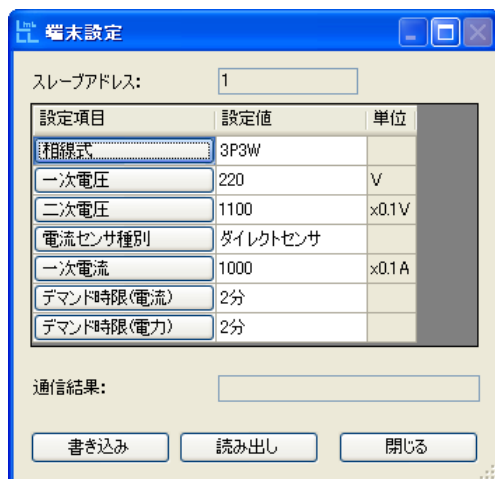 端末設定
スレーブアドレス: 1
設定項目 設定値 単位
相線式 3P3W
一次電圧 220 V
二次電圧 1100 ×0.1V
電流センサ種別 ダイレクトセンサ
一次電流 1000 ×0.1A
デマンド時限(電流) 2分
デマンド時限(電力) 2分
通信結果:
書き込み 読み出し 閉じる